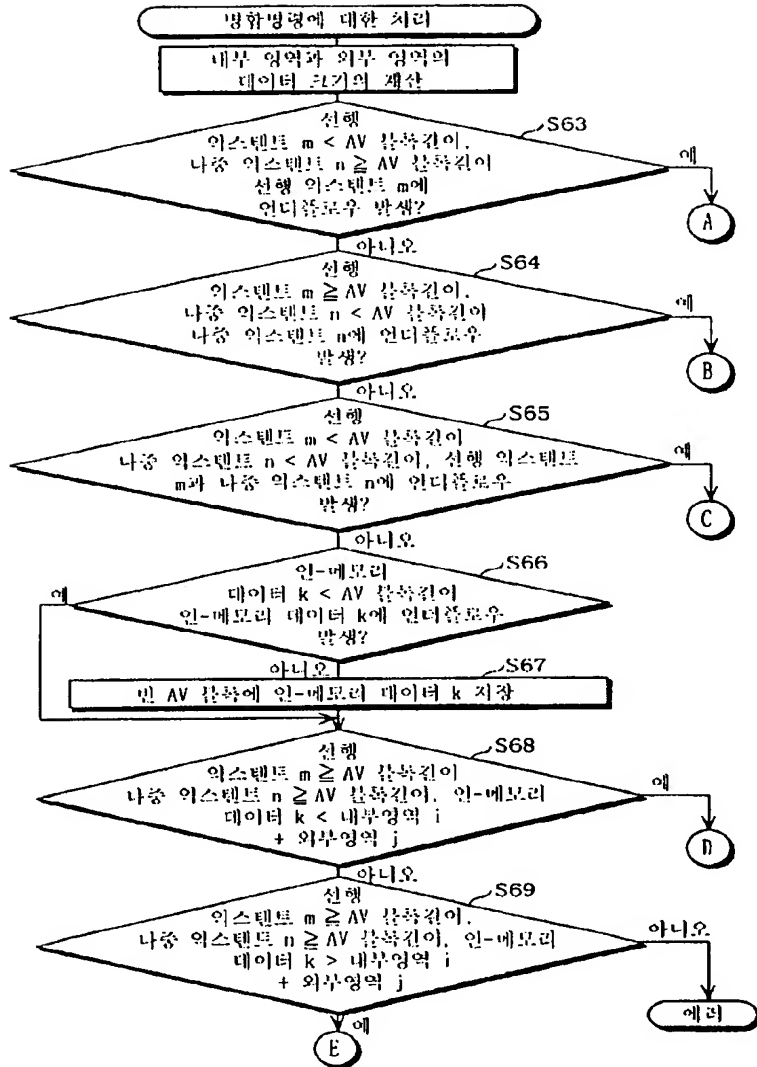 병합명령에 대한 처리
내부 영역과 외부 영역의
데이터 크기의 계산
선행
익스텐트 m < AV 블록길이,
나중 익스텐트 n ≧ AV 블록길이
선행 익스텐트 m에
언더플로우 발생?
S63
예
A
아니오
선행
익스텐트 m ≧ AV 블록길이,
나중 익스텐트 n < AV 블록길이
나중 익스텐트 n에 언더플로우
발생?
S64
예
B
아니오
선행
익스텐트 m < AV 블록길이
나중 익스텐트 n < AV 블록길이, 선행 익스텐트
m과 나중 익스텐트 n에 언더플로우
발생?
S65
예
C
아니오
인-메모리
데이터 k < AV 블록길이
인-메모리 데이터 k에 언더플로우
발생?
S66
예
아니오
S67
빈 AV 블록에 인-메모리 데이터 k 저장
선행
익스텐트 m ≧ AV 블록길이
나중 익스텐트 n ≧ AV 블록길이, 인-메모리
데이터 k < 내부영역 i
+ 외부영역 j
S68
예
D
아니오
선행
익스텐트 m ≧ AV 블록길이,
나중 익스텐트 n ≧ AV 블록길이, 인-메모리
데이터 k > 내부영역 i
+ 외부영역 j
S69
아니오
에러
예
E